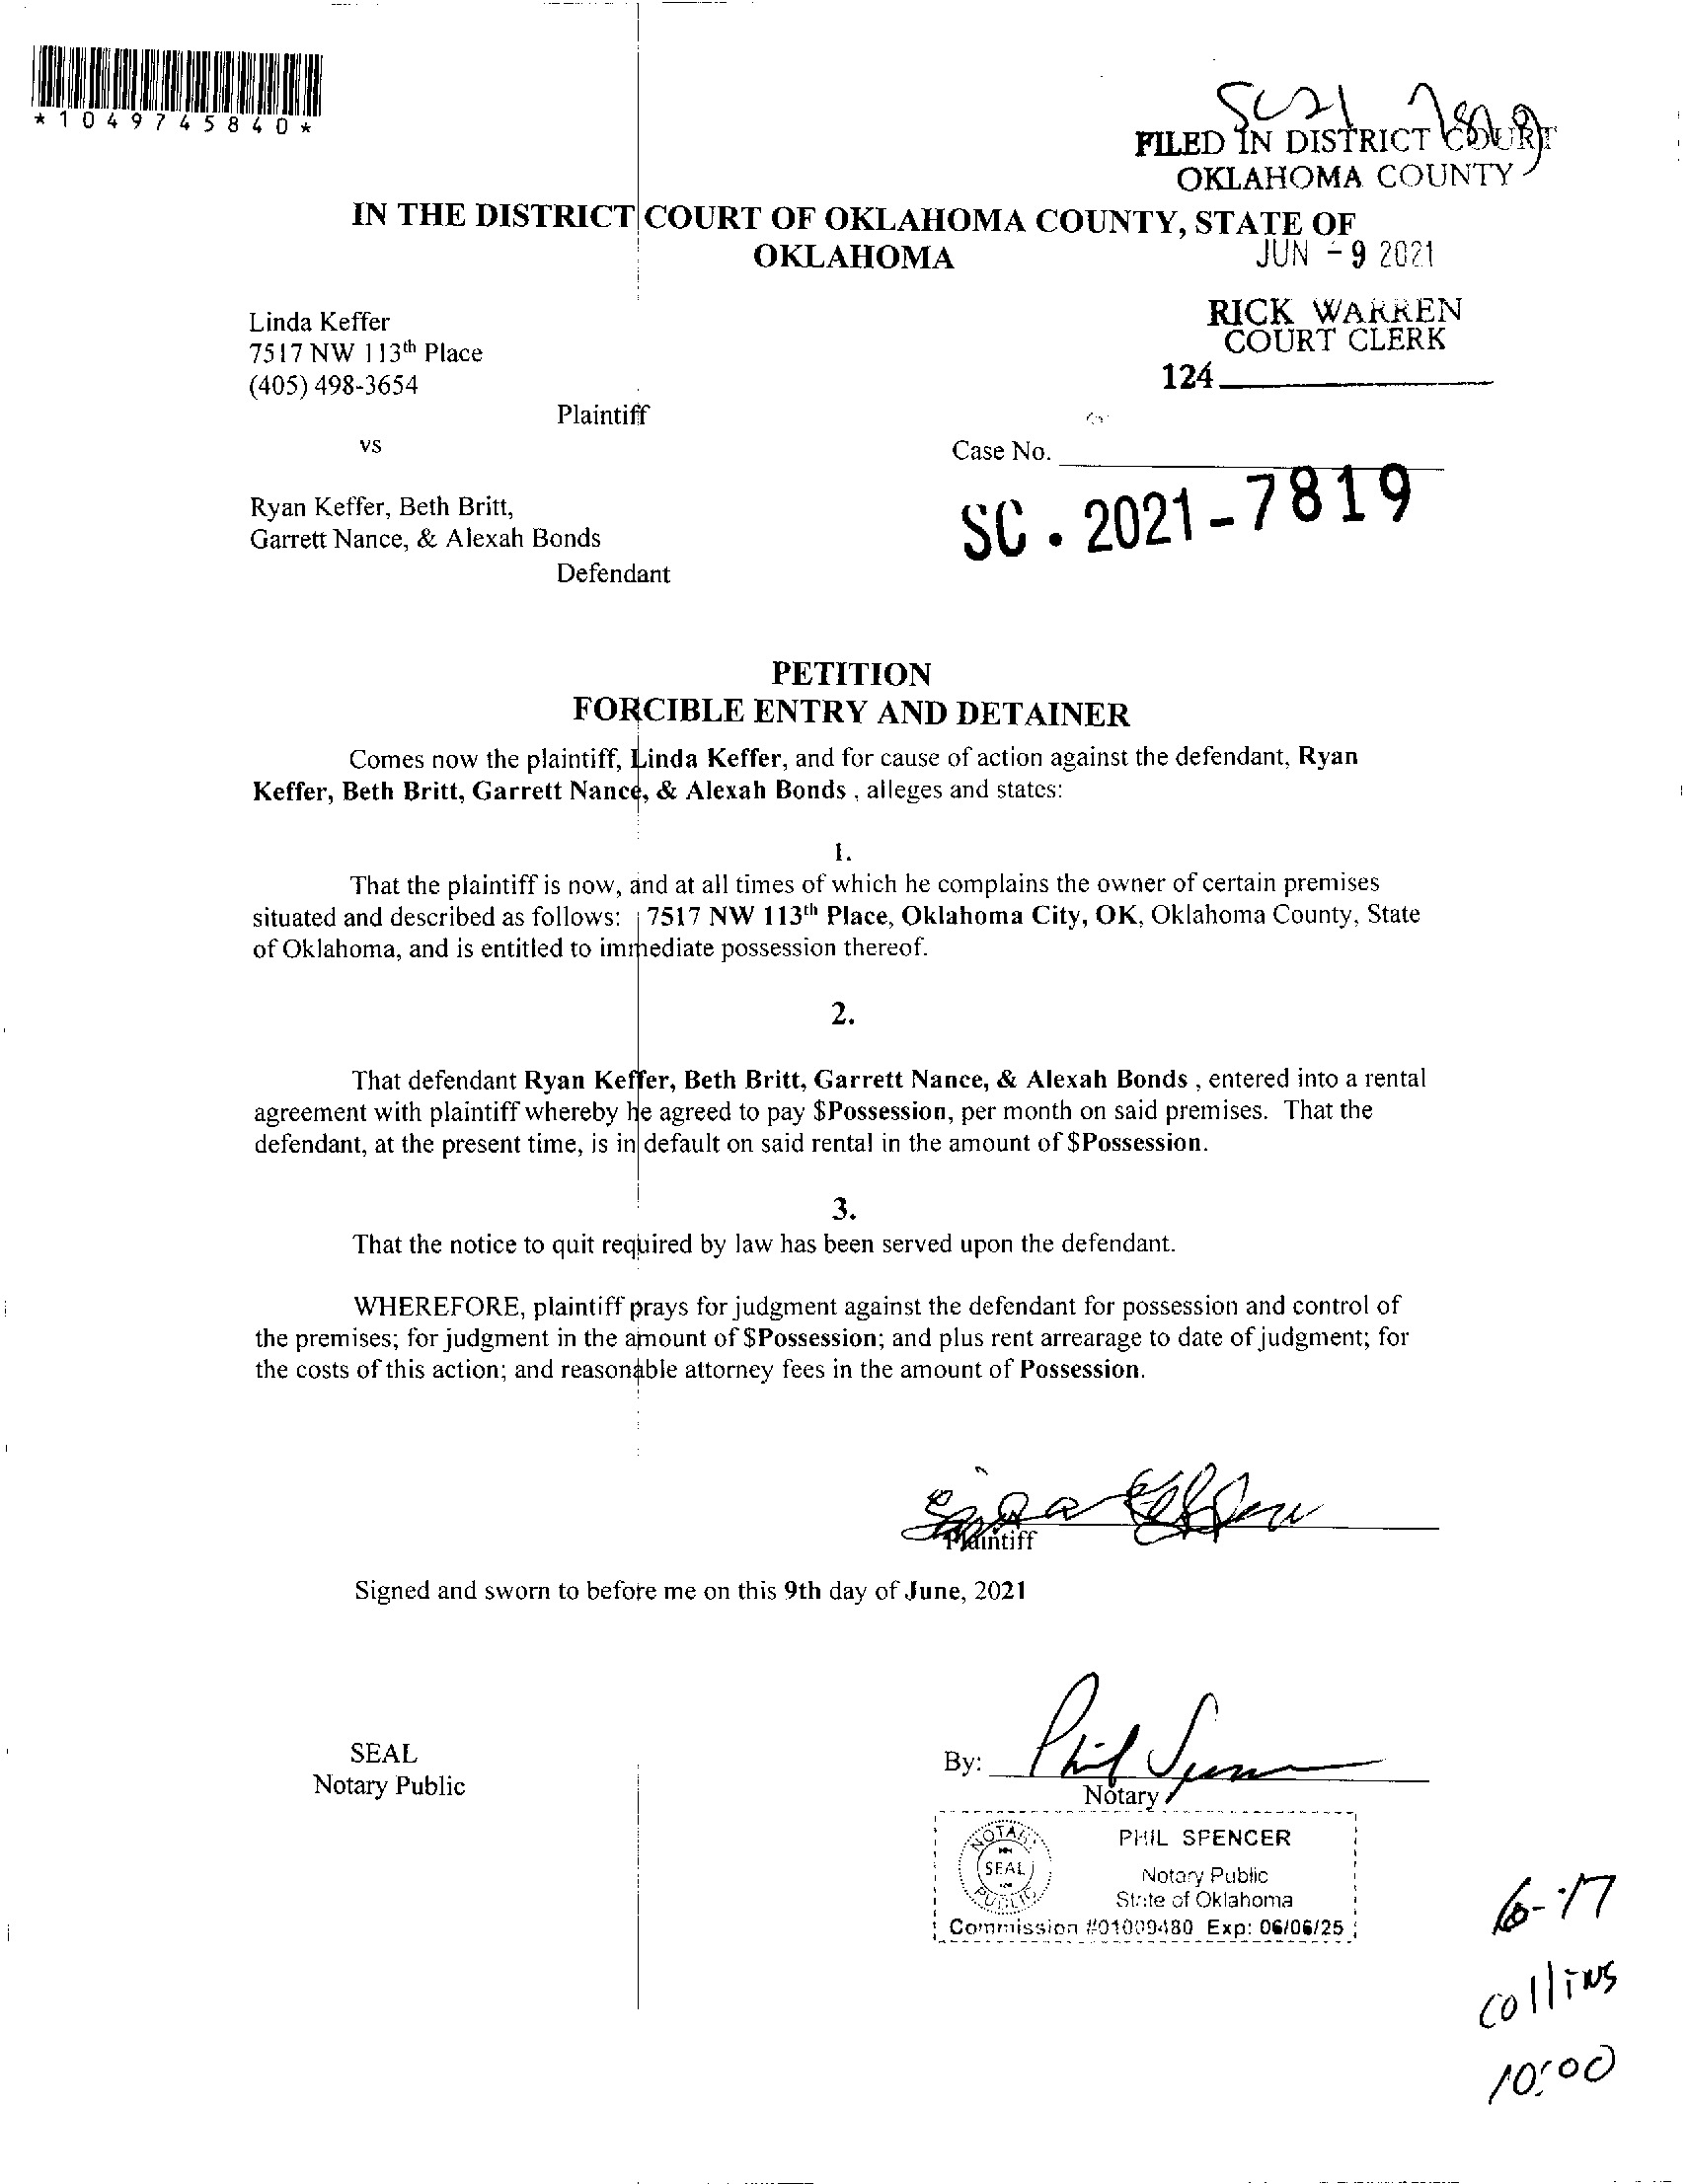 *1049745840*
SC21 7819
FILED IN DISTRICT COURT
OKLAHOMA COUNTY
IN THE DISTRICT COURT OF OKLAHOMA COUNTY, STATE OF
OKLAHOMA
JUN - 9 2021
RICK WARREN
COURT CLERK
124
Linda Keffer
7517 NW 113th Place
(405) 498-3654
Plaintiff
vs
Case No.
SC • 2021-7819
Ryan Keffer, Beth Britt,
Garrett Nance, & Alexah Bonds
Defendant
PETITION
FORCIBLE ENTRY AND DETAINER
Comes now the plaintiff, Linda Keffer, and for cause of action against the defendant, Ryan
Keffer, Beth Britt, Garrett Nance, & Alexah Bonds , alleges and states:
1.
That the plaintiff is now, and at all times of which he complains the owner of certain premises
situated and described as follows: 7517 NW 113th Place, Oklahoma City, OK, Oklahoma County, State
of Oklahoma, and is entitled to immediate possession thereof.
2.
That defendant Ryan Keffer, Beth Britt, Garrett Nance, & Alexah Bonds , entered into a rental
agreement with plaintiff whereby he agreed to pay $Possession, per month on said premises. That the
defendant, at the present time, is in default on said rental in the amount of $Possession.
3.
That the notice to quit required by law has been served upon the defendant.
WHEREFORE, plaintiff prays for judgment against the defendant for possession and control of
the premises; for judgment in the amount of $Possession; and plus rent arrearage to date of judgment; for
the costs of this action; and reasonable attorney fees in the amount of Possession.
Linda Keffer
Plaintiff
Signed and sworn to before me on this 9th day of June, 2021
SEAL
Notary Public
By: Phil Spencer
Notary
NOTARY
SEAL
PUBLIC
PHIL SPENCER
Notary Public
State of Oklahoma
Commission #01009480 Exp: 06/06/25
6-17
Collins
10:00